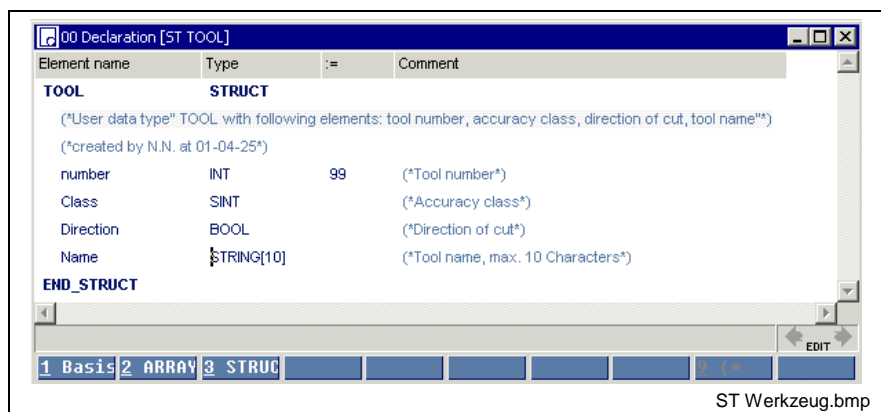 00 Declaration [ST TOOL]
Element name Type := Comment
TOOL STRUCT
(*User data type" TOOL with following elements: tool number, accuracy class, direction of cut, tool name"*)
(*created by N.N. at 01-04-25*)
number INT 99 (*Tool number*)
Class SINT (*Accuracy class*)
Direction BOOL (*Direction of cut*)
Name STRING[10] (*Tool name, max. 10 Characters*)
END_STRUCT
EDIT
1 Basis 2 ARRAY 3 STRUC 9 (*
ST Werkzeug.bmp